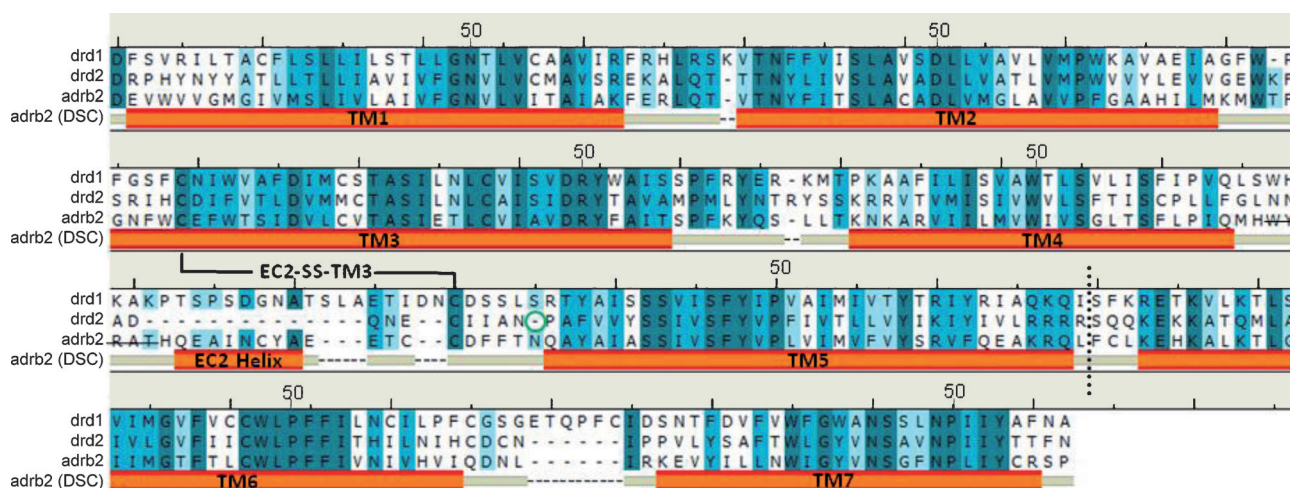 50 50
drd1 DFSVRILTACFLSLLILSTLLGNTLVCAAVIRFRHLRSKVTNFFVISLAVSDLLVAVLVMPWKAVAEIAGFW-P
drd2 DRPHYNYYATLLTLLIAVIVFGNVLVCMAVSREKALQT-TTNYLIVSLAVADLLVATLVMPWVVYLEVVGEWKF
adrb2 DEVWVVGMGIVMSLIVLAIVFGNVLVITAIAKFERLQT-VTNYFITSLACADLVMGLAVVPFGAAHILMKMWTF
adrb2 (DSC) TM1 -- TM2
50 50
drd1 FGSFCNIWVAFDIMCSTASILNLCVISVDRYWAISSPFRYER-KMTPKAAFILISVAWTLSVLISFIPVQLSWH
drd2 SRIHCDIFVTLDVMMCTASILNLCAISIDRYTAVAMPMLYNTRYSSKRRVTVMISIVWVLSFTISCPLLFGLNN
adrb2 GNFWCEFWTSIDVLCVTASIETLCVIAVDRYFAITSPFKYQS-LLTKNKARVIILMVWIVSGLTSFLPIQMHWY
adrb2 (DSC) TM3 -- TM4
EC2-SS-TM3 50
drd1 KAKPTSPSDGNATSLAETIDNCDSSLSRTYAISSSVISFYIPVAIMIVTYTRIYRIAQKQISFKRETKVLKTLS
drd2 AD--------------QNE--CIIAN-PAFVVYSSIVSFYVPFIVTLLVYIKIYIVLRRRRSQQKEKKATQMLA
adrb2 RATHQEAINCYAE---ETC--CDFFTNQAYAIASSIVSFYVPLVIMVFVYSRVFQEAKRQLFCLKEHKALKTLG
adrb2 (DSC) EC2 Helix ------ ---- TM5
50 50
drd1 VIMGVFVCCWLPFFILNCILPFCGSGETQPFCIDSNTFDVFVWFGWANSSLNPIIYAFNA
drd2 IVLGVFIICWLPFFITHILNIHCDCN------IPPVLYSAFTWLGYVNSAVNPIIYTTFN
adrb2 IIMGTFTLCWLPFFIVNIVHVIQDNL------IRKEVYILLNWIGYVNSGFNPLIYCRSP
adrb2 (DSC) TM6 ------------ TM7